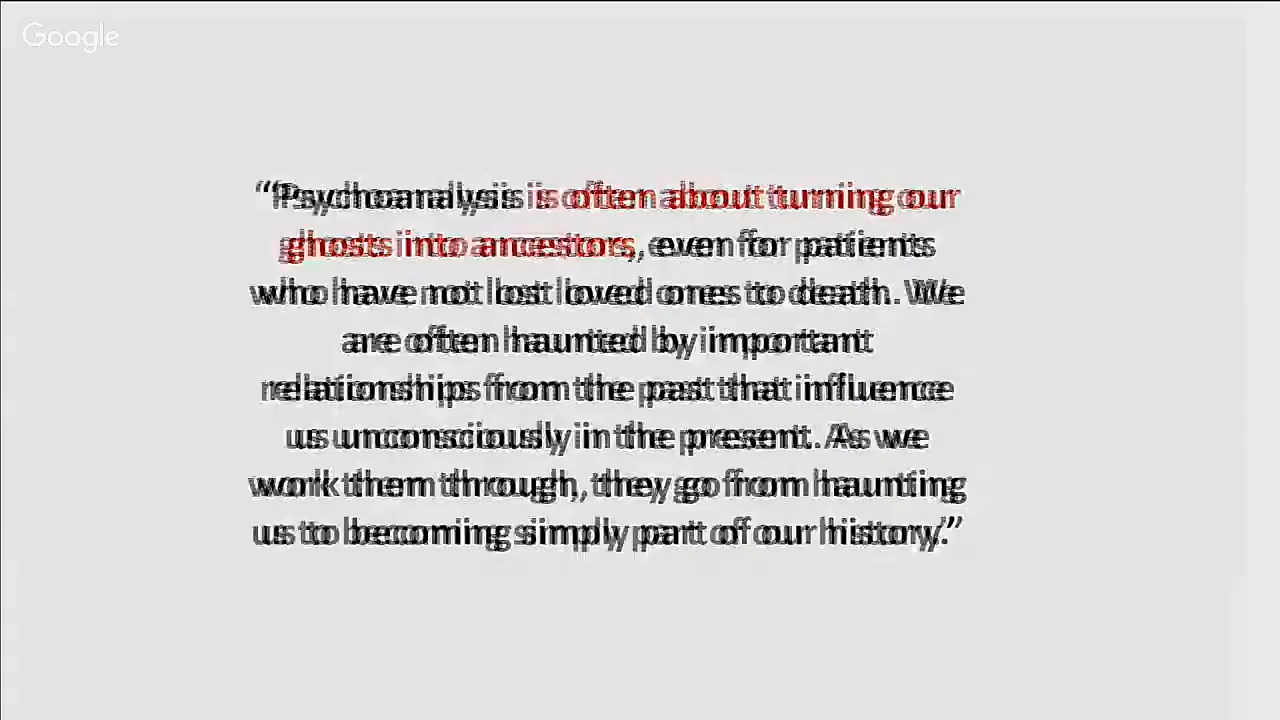 Google
“Psychoanalysis is often about turning our
ghosts into ancestors, even for patients
who have not lost loved ones to death. We
are often haunted by important
relationships from the past that influence
us unconsciously in the present. As we
work them through, they go from haunting
us to becoming simply part of our history.”